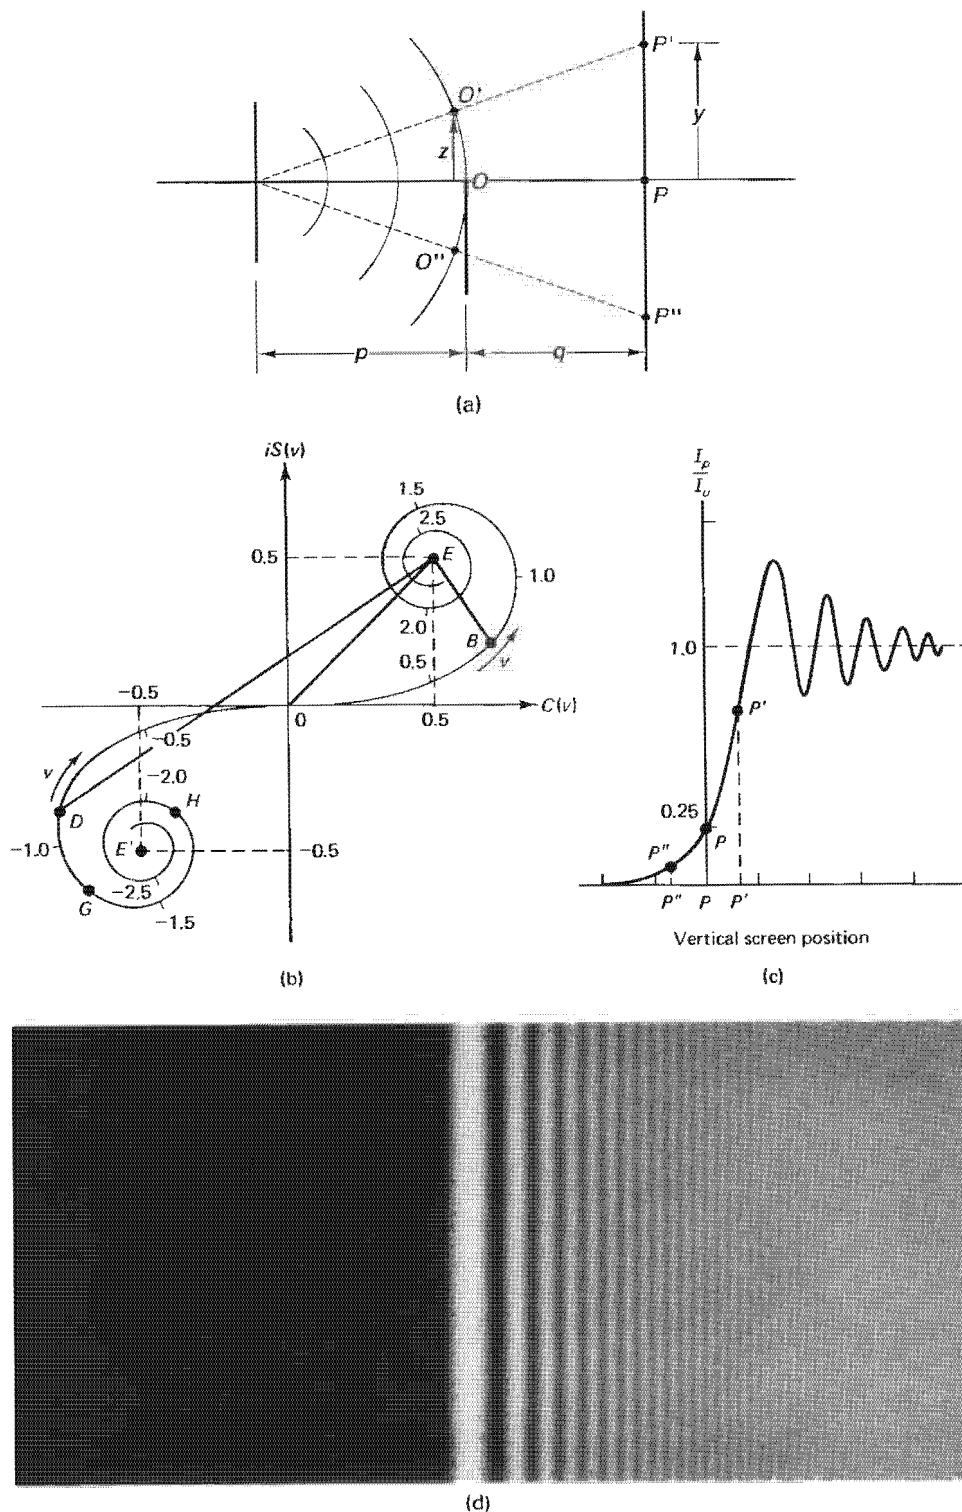 P'
O'
y
z
O
P
O"
P"
p
q
(a)
iS(v)
1.5
2.5
0.5
E
1.0
2.0
B
0.5
v
-0.5
0
0.5
C(v)
-0.5
v
-2.0
H
D
-1.0
E'
-0.5
-2.5
G
-1.5
(b)
I_p
I_u
1.0
P'
0.25
P
P"
P" P P'
Vertical screen position
(c)
(d)